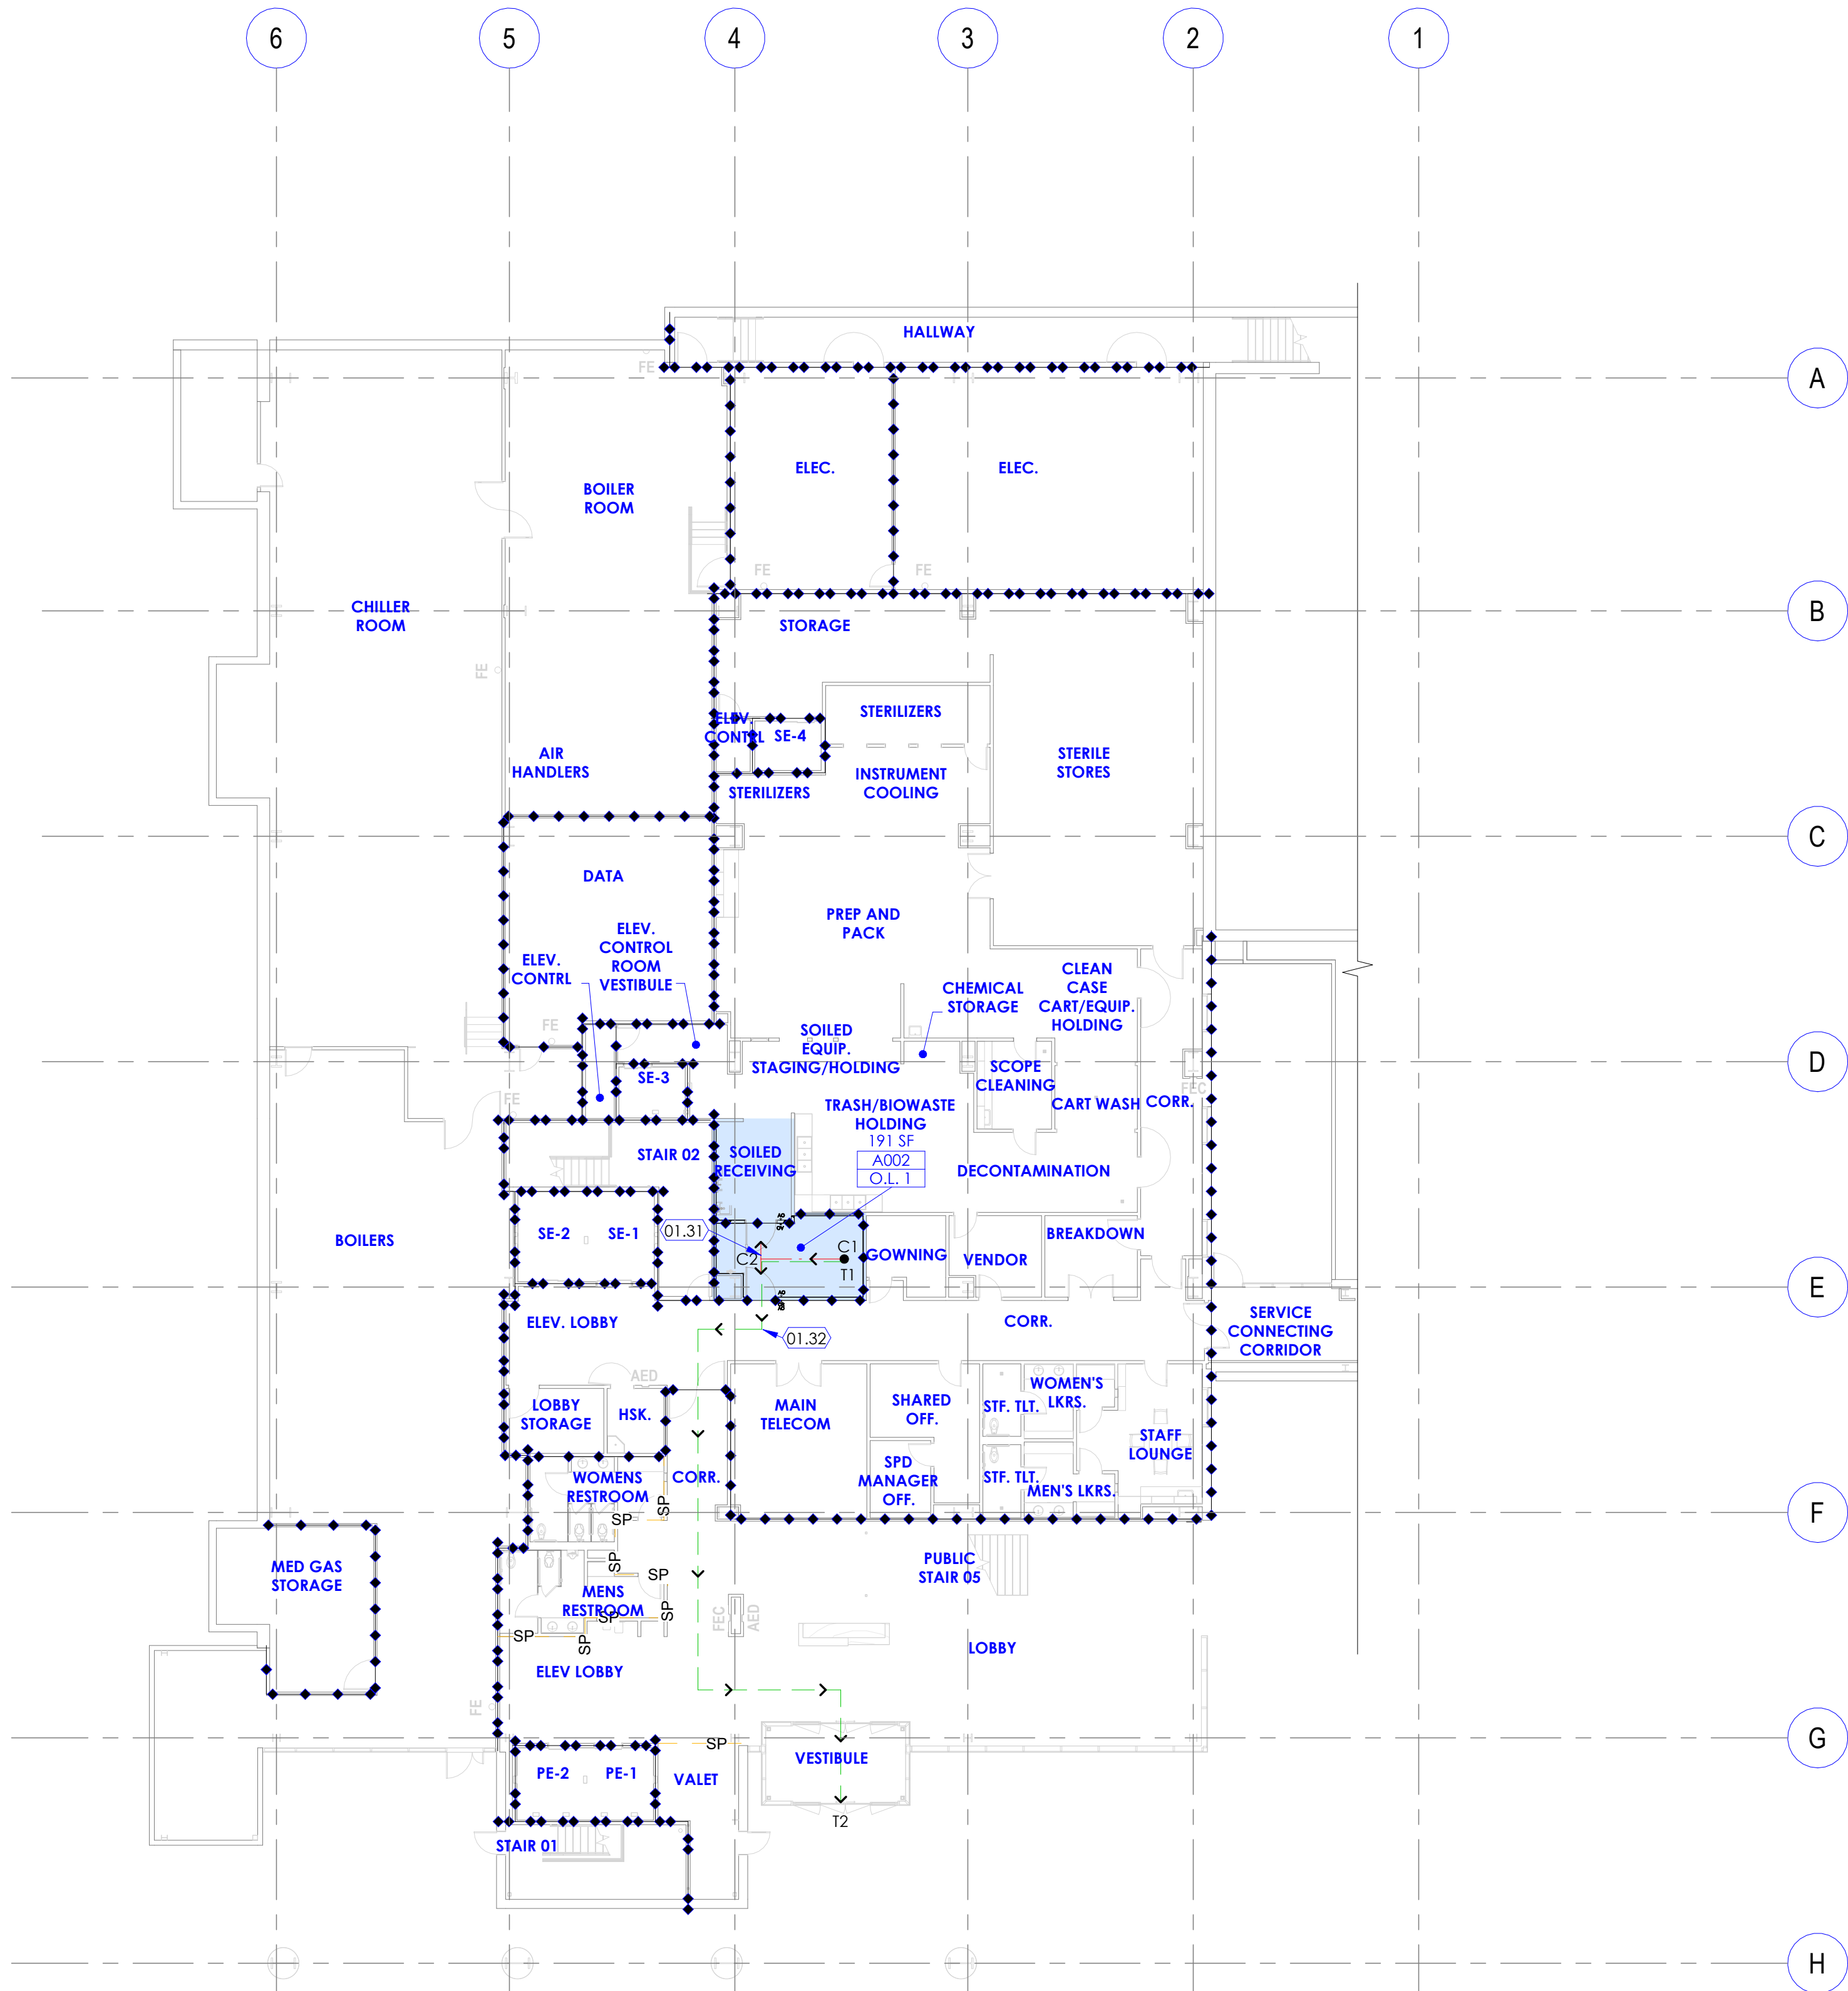 6
5
4
3
2
1
HALLWAY
FE
A
ELEC.
ELEC.
BOILER
ROOM
FE
FE
CHILLER
ROOM
B
STORAGE
FE
STERILIZERS
ELEV.
CONTRL
SE-4
AIR
HANDLERS
STERILE
STORES
INSTRUMENT
COOLING
STERILIZERS
C
DATA
PREP AND
PACK
ELEV.
CONTROL
ROOM
VESTIBULE
ELEV.
CONTRL
CLEAN
CASE
CART/EQUIP.
HOLDING
CHEMICAL
STORAGE
FE
SOILED
EQUIP.
STAGING/HOLDING
D
SE-3
SCOPE
CLEANING
FEC
FE
CART WASH
CORR.
TRASH/BIOWASTE
HOLDING
191 SF
A002
O.L. 1
STAIR 02
SOILED
RECEIVING
DECONTAMINATION
SE-2
SE-1
01.31
BOILERS
C2
C1
T1
GOWNING
VENDOR
BREAKDOWN
E
ELEV. LOBBY
01.32
CORR.
SERVICE
CONNECTING
CORRIDOR
AED
LOBBY
STORAGE
HSK.
MAIN
TELECOM
SHARED
OFF.
STF. TLT.
WOMEN'S
LKRS.
STAFF
LOUNGE
WOMENS
RESTROOM
CORR.
SPD
MANAGER
OFF.
STF. TLT.
MEN'S LKRS.
SP
SP
F
MED GAS
STORAGE
PUBLIC
STAIR 05
SP
SP
MENS
RESTROOM
SP
SP
FEC
AED
SP
SP
LOBBY
ELEV LOBBY
FE
SP
G
VESTIBULE
PE-2
PE-1
VALET
T2
STAIR 01
H